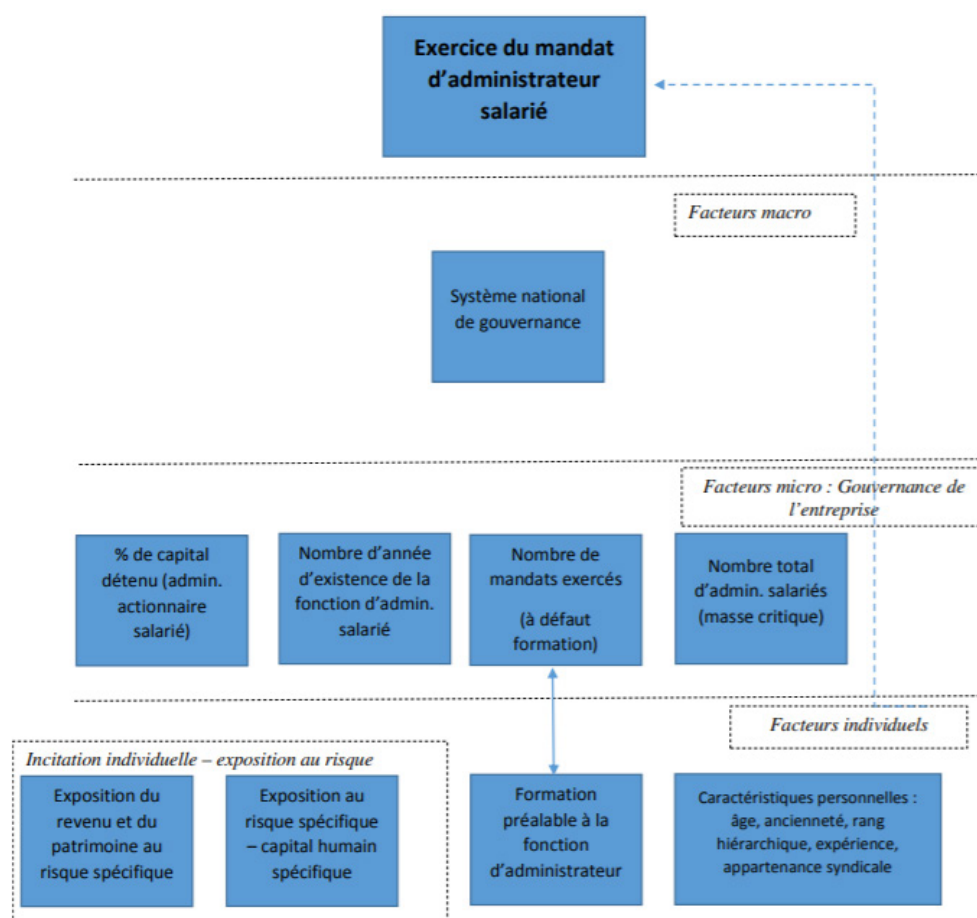 Exercice du mandat
d’administrateur
salarié
Facteurs macro
Système national
de gouvernance
Facteurs micro : Gouvernance de
l’entreprise
% de capital
détenu (admin.
actionnaire
salarié)
Nombre d’année
d’existence de la
fonction d’admin.
salarié
Nombre de
mandats exercés
(à défaut
formation)
Nombre total
d’admin. salariés
(masse critique)
Facteurs individuels
Incitation individuelle – exposition au risque
Exposition du
revenu et du
patrimoine au
risque spécifique
Exposition au
risque spécifique
– capital humain
spécifique
Formation
préalable à la
fonction
d’administrateur
Caractéristiques personnelles :
âge, ancienneté, rang
hiérarchique, expérience,
appartenance syndicale